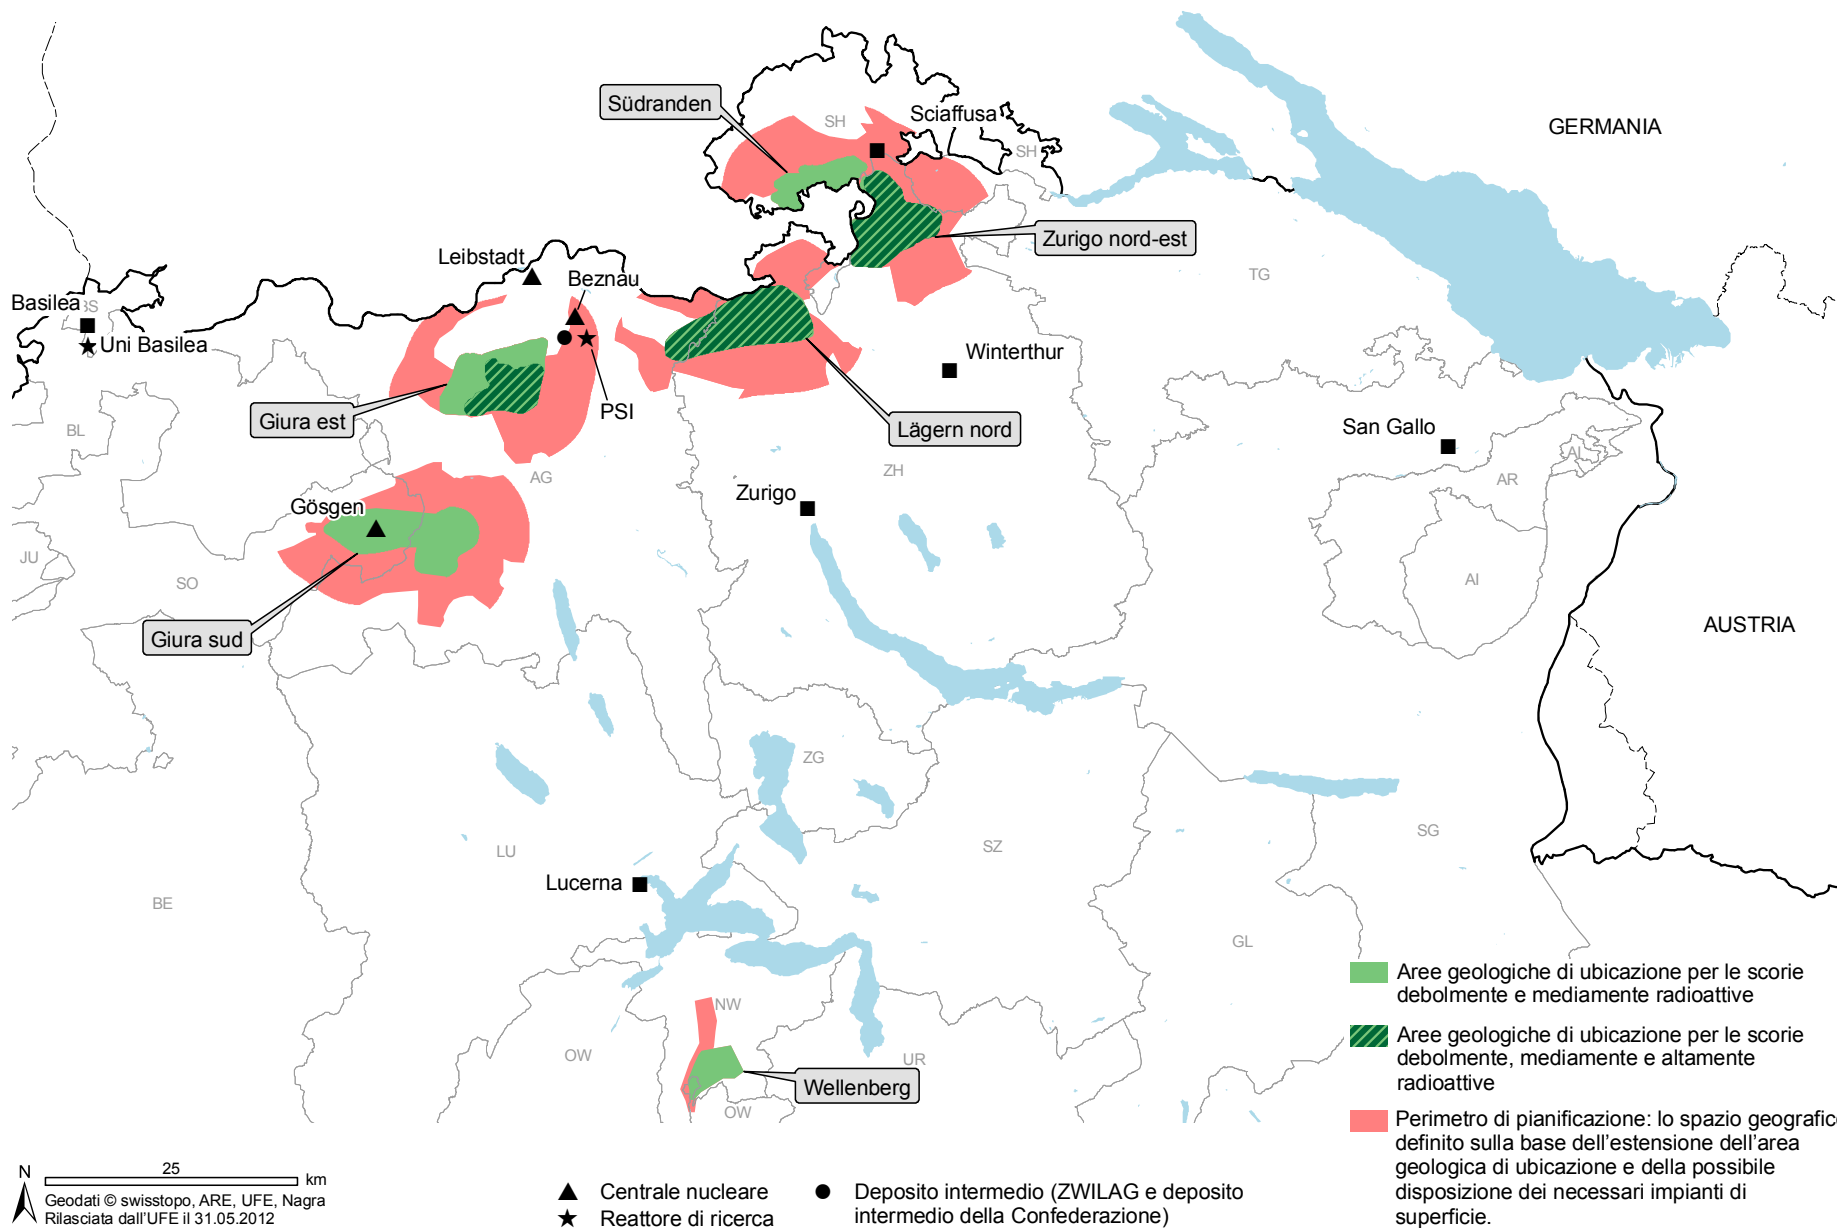 Südranden
SH
Sciaffusa
SH
GERMANIA
Zurigo nord-est
Leibstadt
Beznau
TG
Basilea
BS
Uni Basilea
Winterthur
PSI
Giura est
Lägern nord
BL
San Gallo
AI
AR
AG
ZH
Zurigo
Gösgen
JU
SO
AI
AUSTRIA
Giura sud
ZG
SG
LU
SZ
Lucerna
BE
GL
NW
OW
UR
Wellenberg
OW
Aree geologiche di ubicazione per le scorie
debolmente e mediamente radioattive
Aree geologiche di ubicazione per le scorie
debolmente, mediamente e altamente
radioattive
Perimetro di pianificazione: lo spazio geografico
definito sulla base dell'estensione dell'area
geologica di ubicazione e della possibile
disposizione dei necessari impianti di
superficie.
N
25
km
Geodati © swisstopo, ARE, UFE, Nagra
Rilasciata dall'UFE il 31.05.2012
Centrale nucleare
Reattore di ricerca
Deposito intermedio (ZWILAG e deposito
intermedio della Confederazione)